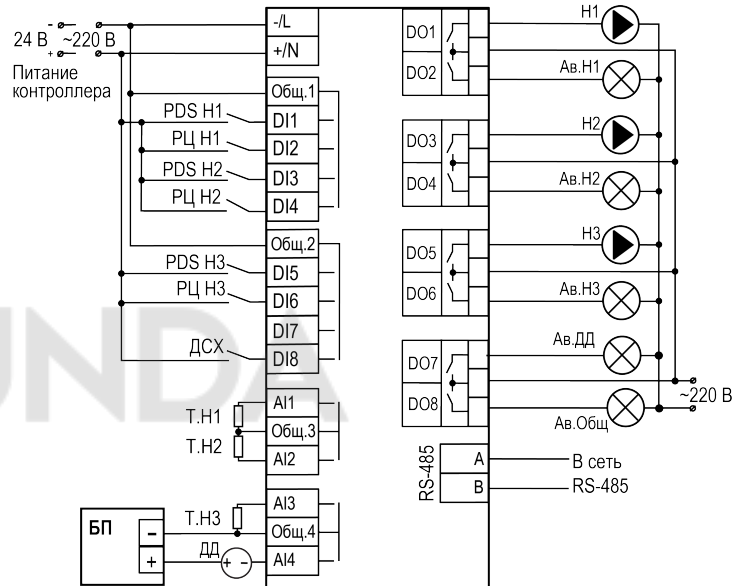 - -/L
24 В ~220 В
+ +/N
Питание
контроллера
Общ.1
PDS Н1 DI1
РЦ Н1 DI2
PDS Н2 DI3
РЦ Н2 DI4
Общ.2
PDS Н3 DI5
РЦ Н3 DI6
DI7
ДСХ DI8
Т.Н1 AI1
Общ.3
Т.Н2 AI2
AI3
Т.Н3 Общ.4
БП -
ДД + - AI4
+
DO1 Н1
DO2 Ав.Н1
DO3 Н2
DO4 Ав.Н2
DO5 Н3
DO6 Ав.Н3
DO7 Ав.ДД
~220 В
DO8 Ав.Общ
RS-485
A В сеть
B RS-485
UNDA